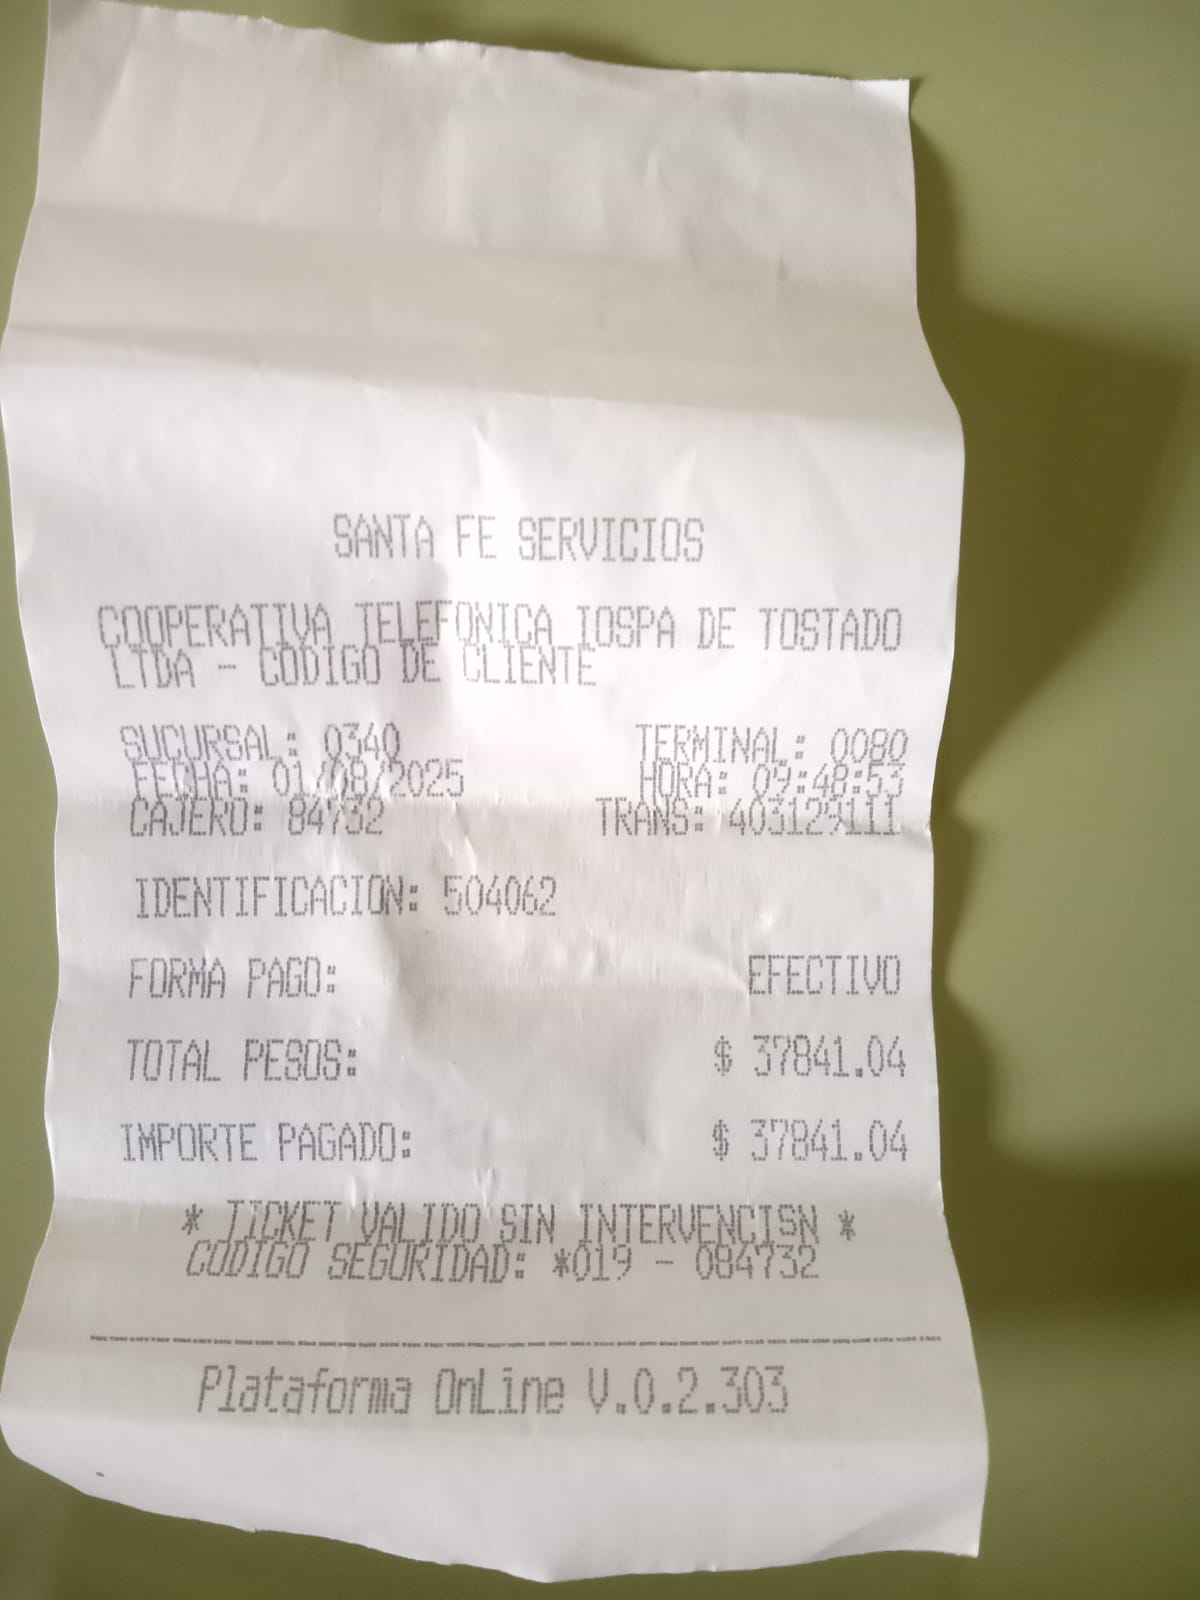 SANTA FE SERVICIOS
COOPERATIVA TELEFONICA IOSPA DE TOSTADO
LTDA - CODIGO DE CLIENTE
SUCURSAL: 0340 TERMINAL: 0080
FECHA: 01/08/2025 HORA: 09:48:53
CAJERO: 84732 TRANS: 403129111
IDENTIFICACION: 504062
FORMA PAGO: EFECTIVO
TOTAL PESOS: $ 37841.04
IMPORTE PAGADO: $ 37841.04
* TICKET VALIDO SIN INTERVENCISN *
CODIGO SEGURIDAD: *019 - 084732
Plataforma OnLine V.0.2.303